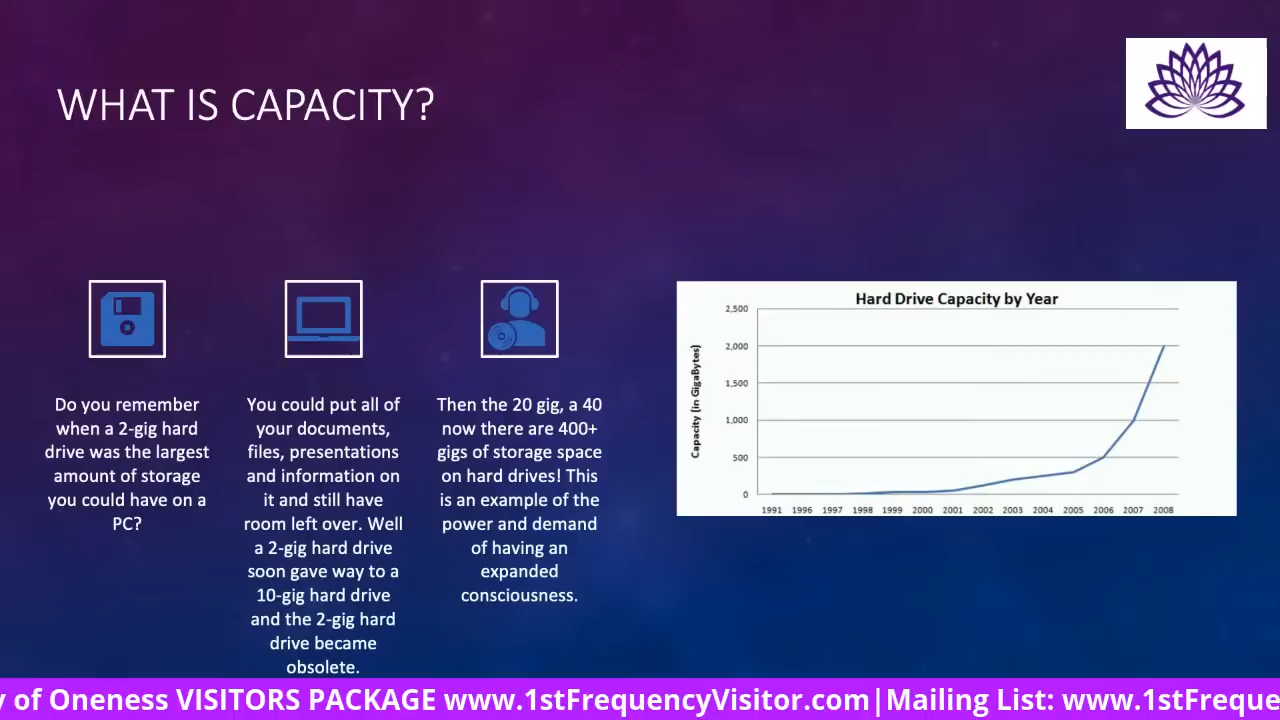 WHAT IS CAPACITY?
Do you remember
when a 2-gig hard
drive was the largest
amount of storage
you could have on a
PC?
You could put all of
your documents,
files, presentations
and information on
it and still have
room left over. Well
a 2-gig hard drive
soon gave way to a
10-gig hard drive
and the 2-gig hard
drive became
obsolete.
Then the 20 gig, a 40
now there are 400+
gigs of storage space
on hard drives! This
is an example of the
power and demand
of having an
expanded
consciousness.
Hard Drive Capacity by Year
Capacity (in GigaBytes)
2,500
2,000
1,500
1,000
500
0
1991 1996 1997 1998 1999 2000 2001 2002 2003 2004 2005 2006 2007 2008
y of Oneness VISITORS PACKAGE www.1stFrequencyVisitor.com|Mailing List: www.1stFreque